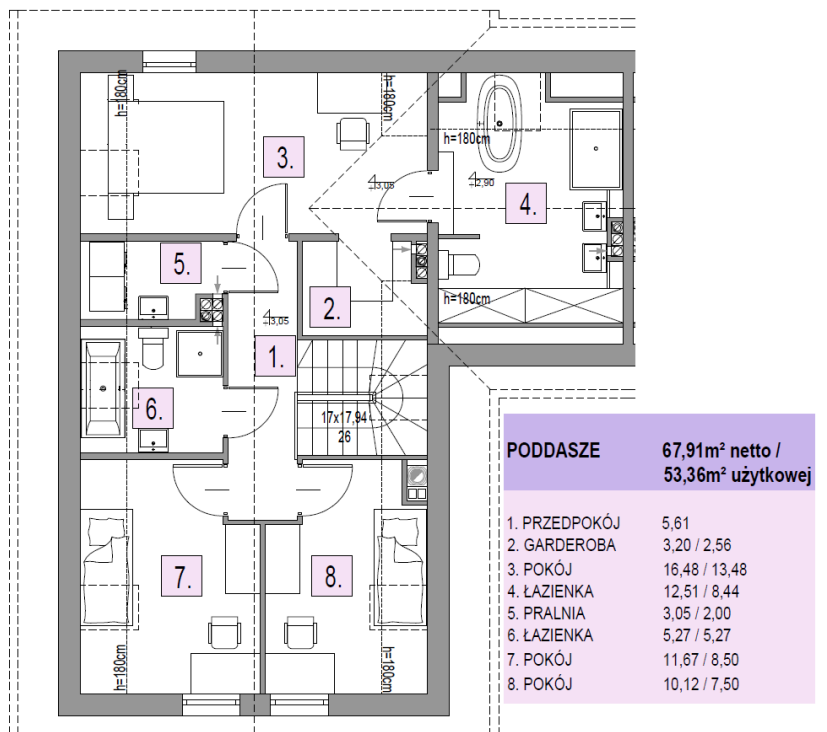 h=180cm
h=180cm
h=180cm
3.
3,05
2,90
4.
5.
2.
h=180cm
3,05
1.
6.
17x17,94
26
7.
8.
h=180cm
h=180cm
PODDASZE 67,91m² netto /
53,36m² użytkowej
1. PRZEDPOKÓJ 5,61
2. GARDEROBA 3,20 / 2,56
3. POKÓJ 16,48 / 13,48
4. ŁAZIENKA 12,51 / 8,44
5. PRALNIA 3,05 / 2,00
6. ŁAZIENKA 5,27 / 5,27
7. POKÓJ 11,67 / 8,50
8. POKÓJ 10,12 / 7,50